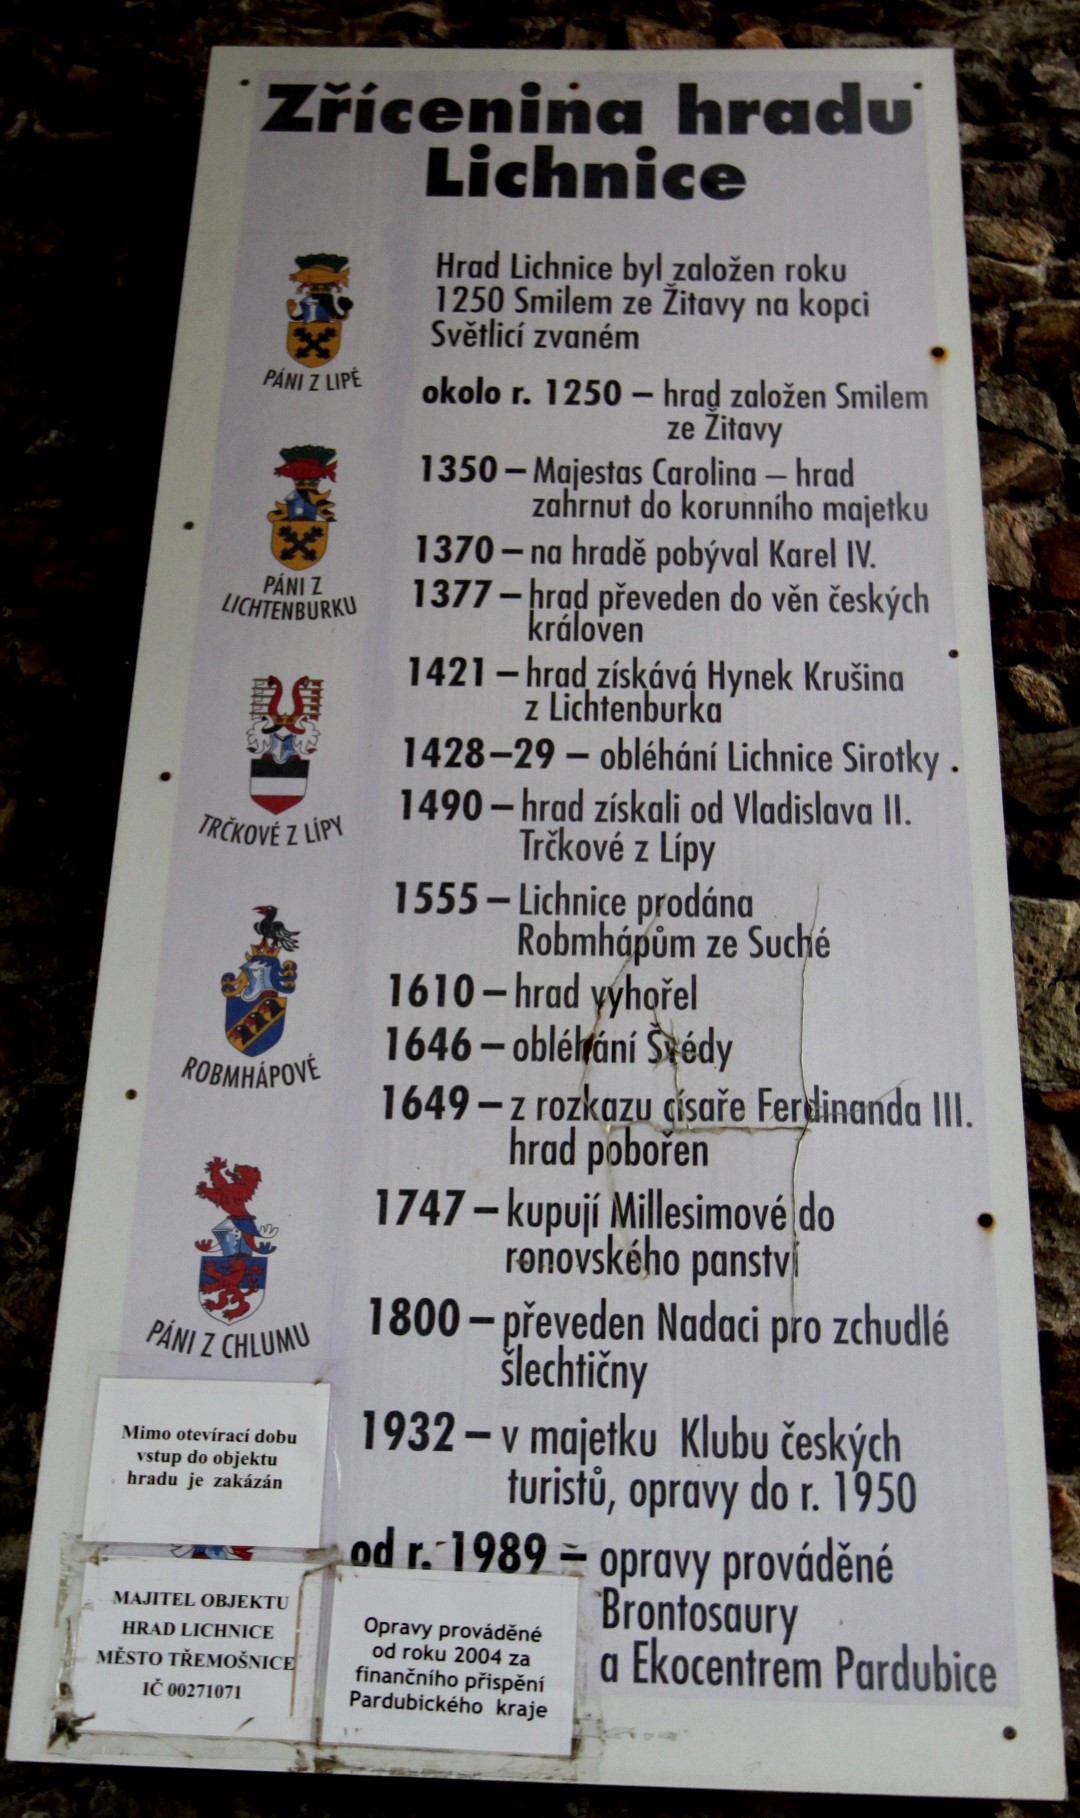 Zřícenina hradu
Lichnice
Hrad Lichnice byl založen roku
1250 Smilem ze Žitavy na kopci
Světlicí zvaném
PÁNI Z LIPÉ
okolo r. 1250 – hrad založen Smilem
ze Žitavy
1350 – Majestas Carolina – hrad
zahrnut do korunního majetku
1370 – na hradě pobýval Karel IV.
PÁNI Z
LICHTENBURKU
1377 – hrad převeden do věn českých
královen
1421 – hrad získává Hynek Krušina
z Lichtenburka
1428–29 – obléhání Lichnice Sirotky .
TRČKOVÉ Z LÍPY
1490 – hrad získali od Vladislava II.
Trčkové z Lípy
1555 – Lichnice prodána
Robmhápům ze Suché
1610 – hrad vyhořel
1646 – obléhání Švédy
ROBMHÁPOVÉ
1649 – z rozkazu císaře Ferdinanda III.
hrad pobořen
1747 – kupují Millesimové do
ronovského panství
1800 – převeden Nadaci pro zchudlé
šlechtičny
PÁNI Z CHLUMU
1932 – v majetku Klubu českých
turistů, opravy do r. 1950
od r. 1989 – opravy prováděné
Brontosaury
a Ekocentrem Pardubice
Mimo otevírací dobu
vstup do objektu
hradu je zakázán
MAJITEL OBJEKTU
HRAD LICHNICE
MĚSTO TŘEMOŠNICE
IČ 00271071
Opravy prováděné
od roku 2004 za
finančního přispění
Pardubického kraje